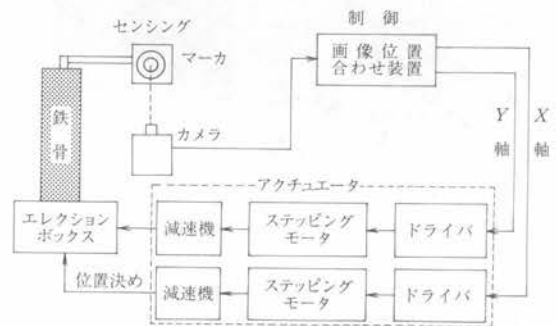 制御
センシング
マーカ
画像位置
合わせ装置
鉄骨
カメラ
Y軸
X軸
アクチュエータ
エレクション
ボックス
減速機
ステッピング
モータ
ドライバ
位置決め
減速機
ステッピング
モータ
ドライバ